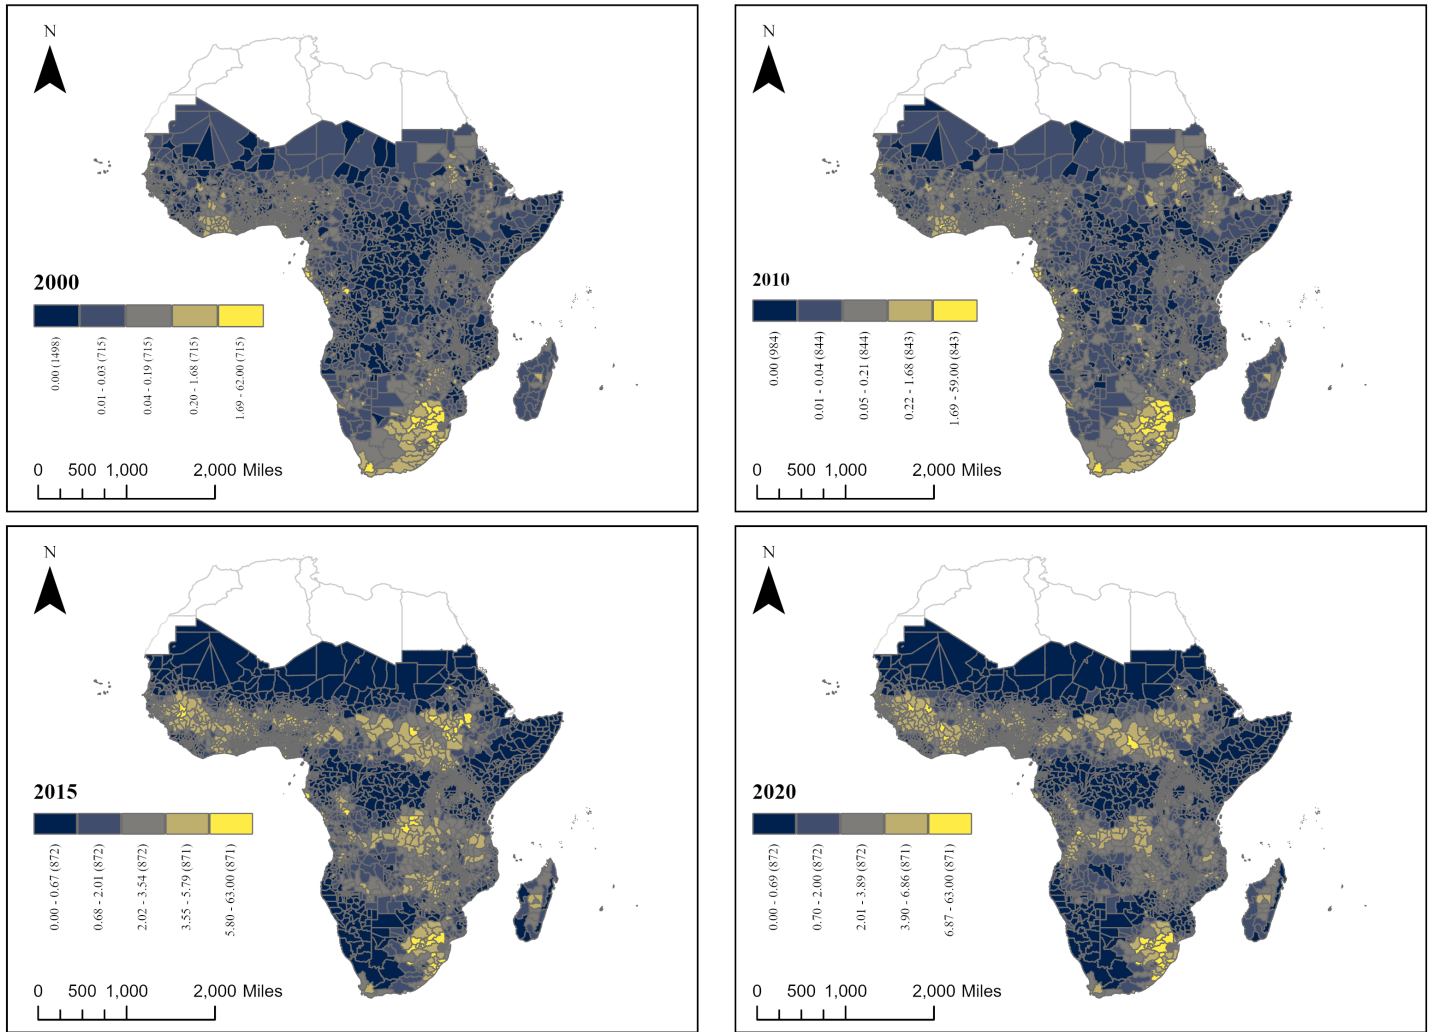 N
2000
0.00 (1498)
0.01 - 0.03 (715)
0.04 - 0.19 (715)
0.20 - 1.68 (715)
1.69 - 62.00 (715)
0 500 1,000 2,000 Miles
N
2010
0.00 (984)
0.01 - 0.04 (844)
0.05 - 0.21 (844)
0.22 - 1.68 (843)
1.69 - 59.00 (843)
0 500 1,000 2,000 Miles
N
2015
0.00 - 0.67 (872)
0.68 - 2.01 (872)
2.02 - 3.54 (872)
3.55 - 5.79 (871)
5.80 - 63.00 (871)
0 500 1,000 2,000 Miles
N
2020
0.00 - 0.69 (872)
0.70 - 2.00 (872)
2.01 - 3.89 (872)
3.90 - 6.86 (871)
6.87 - 63.00 (871)
0 500 1,000 2,000 Miles